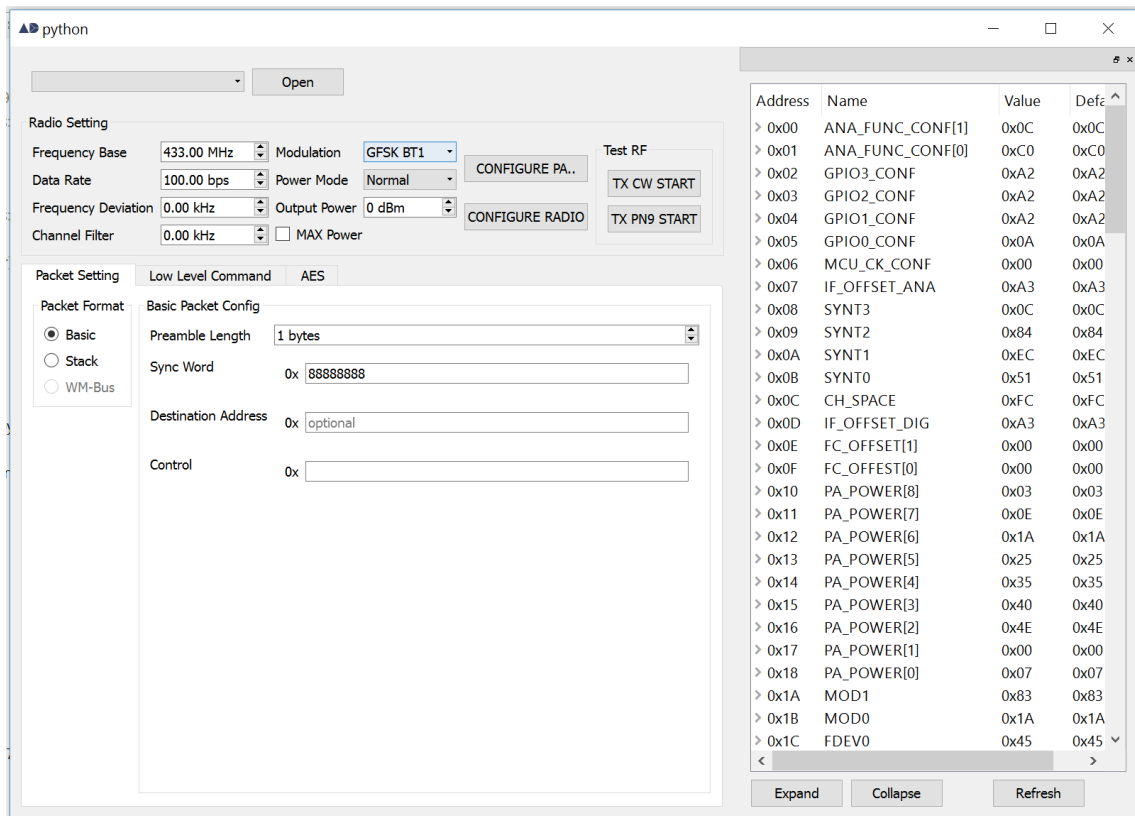 python
Open
Radio Setting
Frequency Base 433.00 MHz Modulation GFSK BT1
Data Rate 100.00 bps Power Mode Normal
Frequency Deviation 0.00 kHz Output Power 0 dBm
Channel Filter 0.00 kHz MAX Power
CONFIGURE PA..
CONFIGURE RADIO
Test RF
TX CW START
TX PN9 START
Packet Setting Low Level Command AES
Packet Format
Basic
Stack
WM-Bus
Basic Packet Config
Preamble Length 1 bytes
Sync Word 0x 88888888
Destination Address 0x optional
Control 0x
Address Name Value Defa
0x00 ANA_FUNC_CONF[1] 0x0C 0x0C
0x01 ANA_FUNC_CONF[0] 0xC0 0xC0
0x02 GPIO3_CONF 0xA2 0xA2
0x03 GPIO2_CONF 0xA2 0xA2
0x04 GPIO1_CONF 0xA2 0xA2
0x05 GPIO0_CONF 0x0A 0x0A
0x06 MCU_CK_CONF 0x00 0x00
0x07 IF_OFFSET_ANA 0xA3 0xA3
0x08 SYNT3 0x0C 0x0C
0x09 SYNT2 0x84 0x84
0x0A SYNT1 0xEC 0xEC
0x0B SYNT0 0x51 0x51
0x0C CH_SPACE 0xFC 0xFC
0x0D IF_OFFSET_DIG 0xA3 0xA3
0x0E FC_OFFSET[1] 0x00 0x00
0x0F FC_OFFEST[0] 0x00 0x00
0x10 PA_POWER[8] 0x03 0x03
0x11 PA_POWER[7] 0x0E 0x0E
0x12 PA_POWER[6] 0x1A 0x1A
0x13 PA_POWER[5] 0x25 0x25
0x14 PA_POWER[4] 0x35 0x35
0x15 PA_POWER[3] 0x40 0x40
0x16 PA_POWER[2] 0x4E 0x4E
0x17 PA_POWER[1] 0x00 0x00
0x18 PA_POWER[0] 0x07 0x07
0x1A MOD1 0x83 0x83
0x1B MOD0 0x1A 0x1A
0x1C FDEV0 0x45 0x45
Expand Collapse Refresh